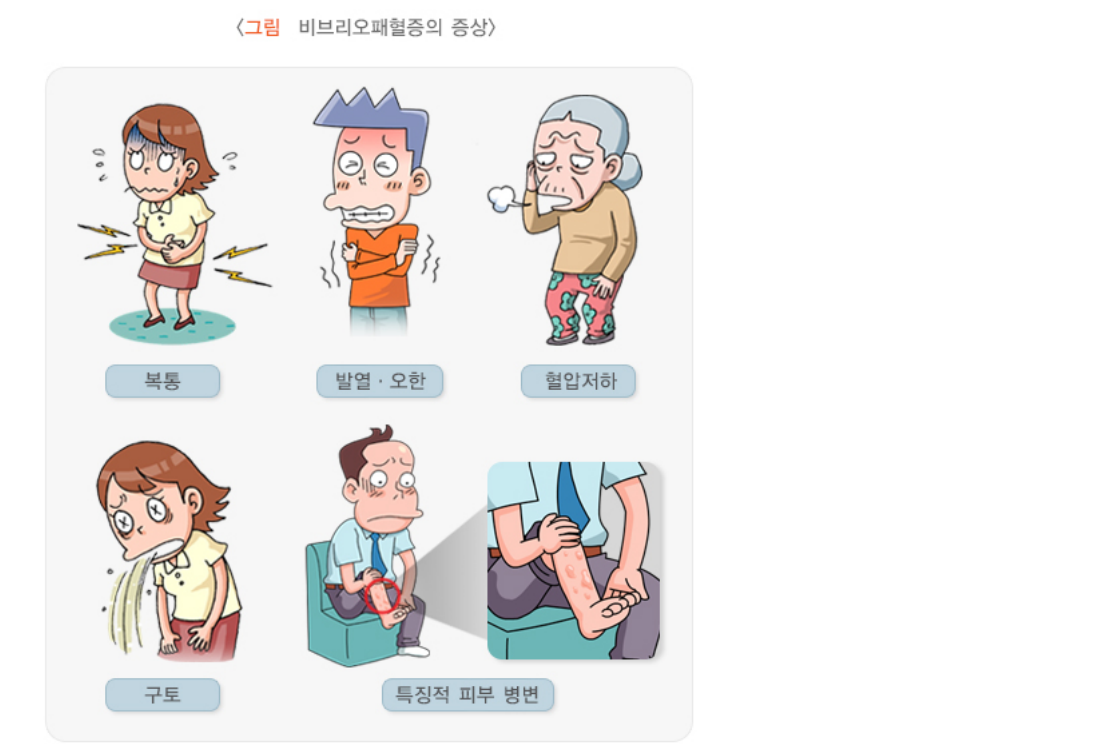 〈그림 비브리오패혈증의 증상〉
복통
발열 · 오한
혈압저하
구토
특징적 피부 병변